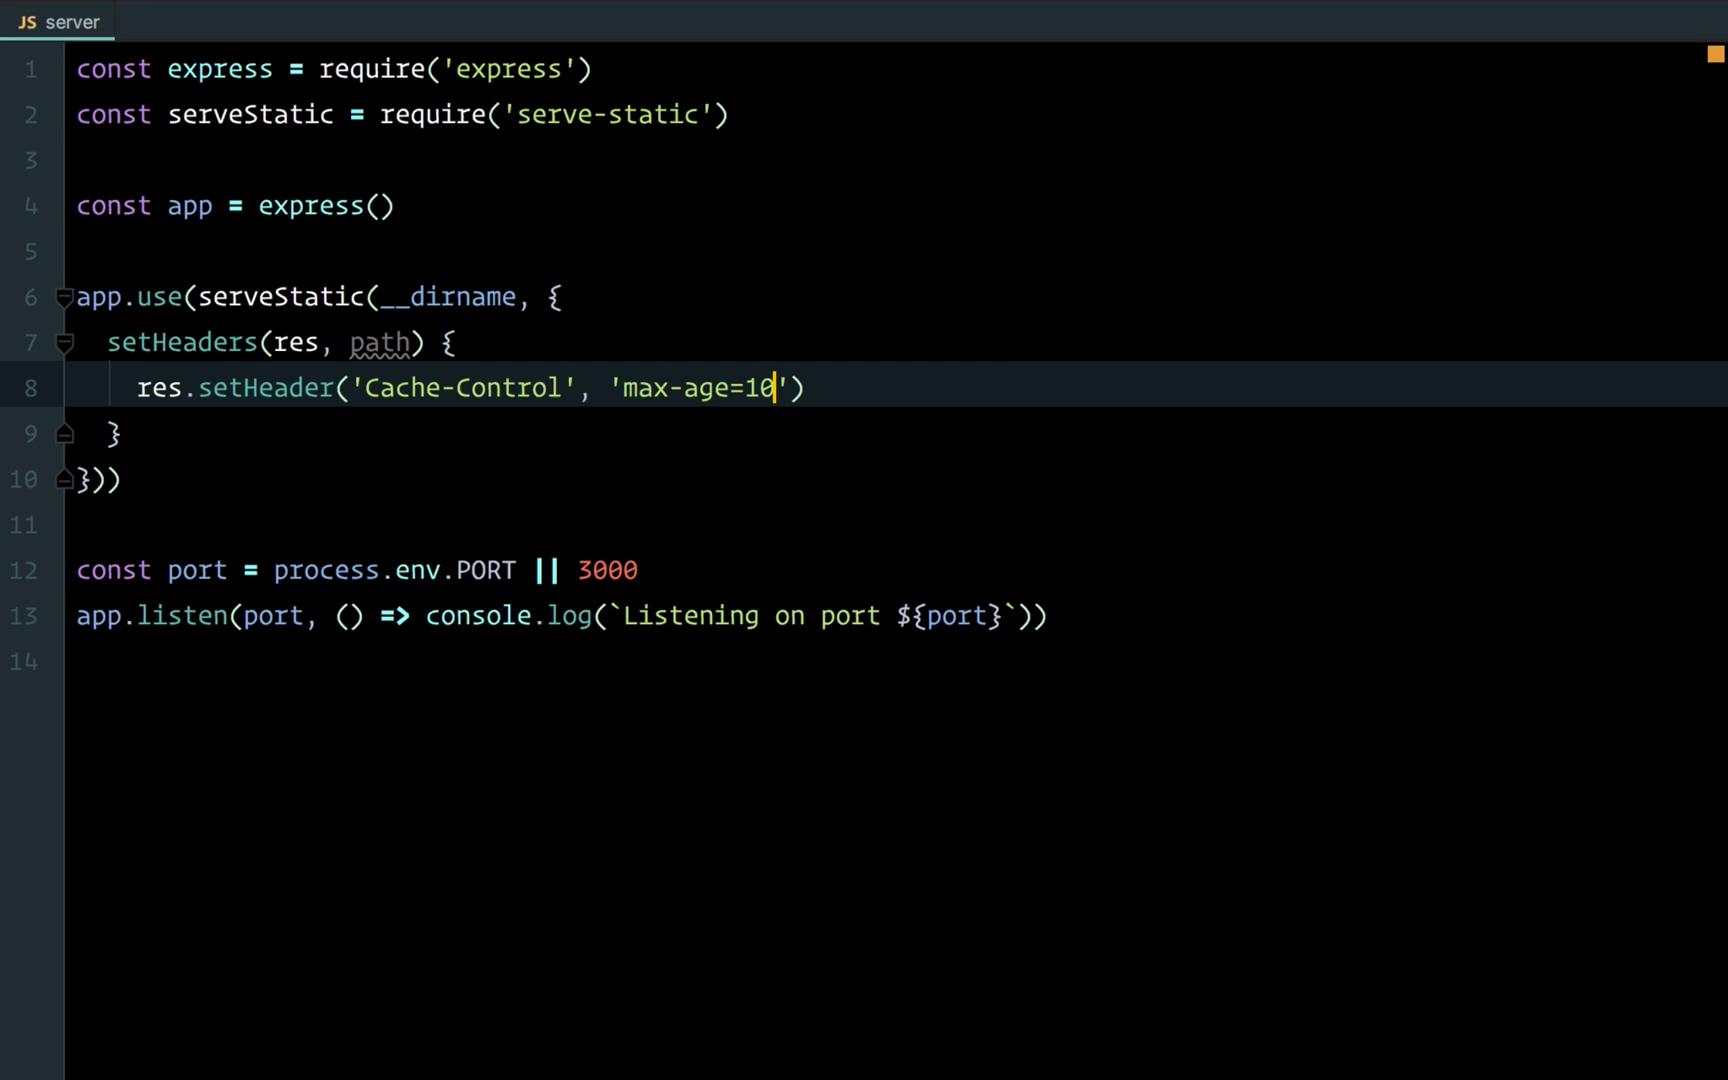 JS server
1 const express = require('express')
2 const serveStatic = require('serve-static')
3
4 const app = express()
5
6 app.use(serveStatic(__dirname, {
7   setHeaders(res, path) {
8     res.setHeader('Cache-Control', 'max-age=10')
9   }
10 }))
11
12 const port = process.env.PORT || 3000
13 app.listen(port, () => console.log(`Listening on port ${port}`))
14